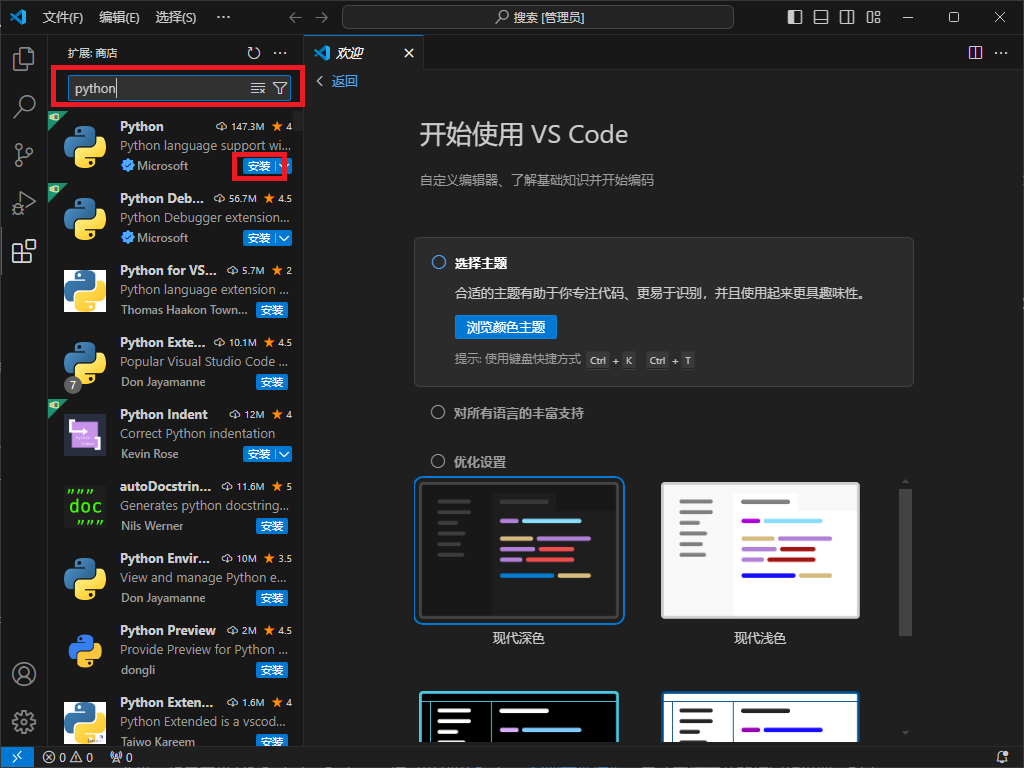 文件(F) 编辑(E) 选择(S) ··· 搜索 [管理员]
扩展: 商店
欢迎
python
返回
Python 147.3M 4
Python language support wi...
Microsoft 安装
Python Deb... 56.7M 4.5
Python Debugger extension...
Microsoft 安装
Python for VS... 5.7M 2
Python language extension ...
Thomas Haakon Town... 安装
Python Exte... 10.1M 4.5
Popular Visual Studio Code ...
7 Don Jayamanne 安装
Python Indent 12M 4
Correct Python indentation
Kevin Rose 安装
"""
doc
"""
autoDocstrin... 11.6M 5
Generates python docstring...
Nils Werner 安装
Python Envir... 10M 3.5
View and manage Python e...
Don Jayamanne 安装
Python Preview 2M 4.5
Provide Preview for Python ...
dongli 安装
Python Exten... 1.6M 4
Python Extended is a vscod...
Taiwo Kareem 安装
开始使用 VS Code
自定义编辑器、了解基础知识并开始编码
选择主题
合适的主题有助于你专注代码、更易于识别，并且使用起来更具趣味性。
浏览颜色主题
提示: 使用键盘快捷方式 Ctrl + K Ctrl + T
对所有语言的丰富支持
优化设置
现代深色 现代浅色
0 0 0